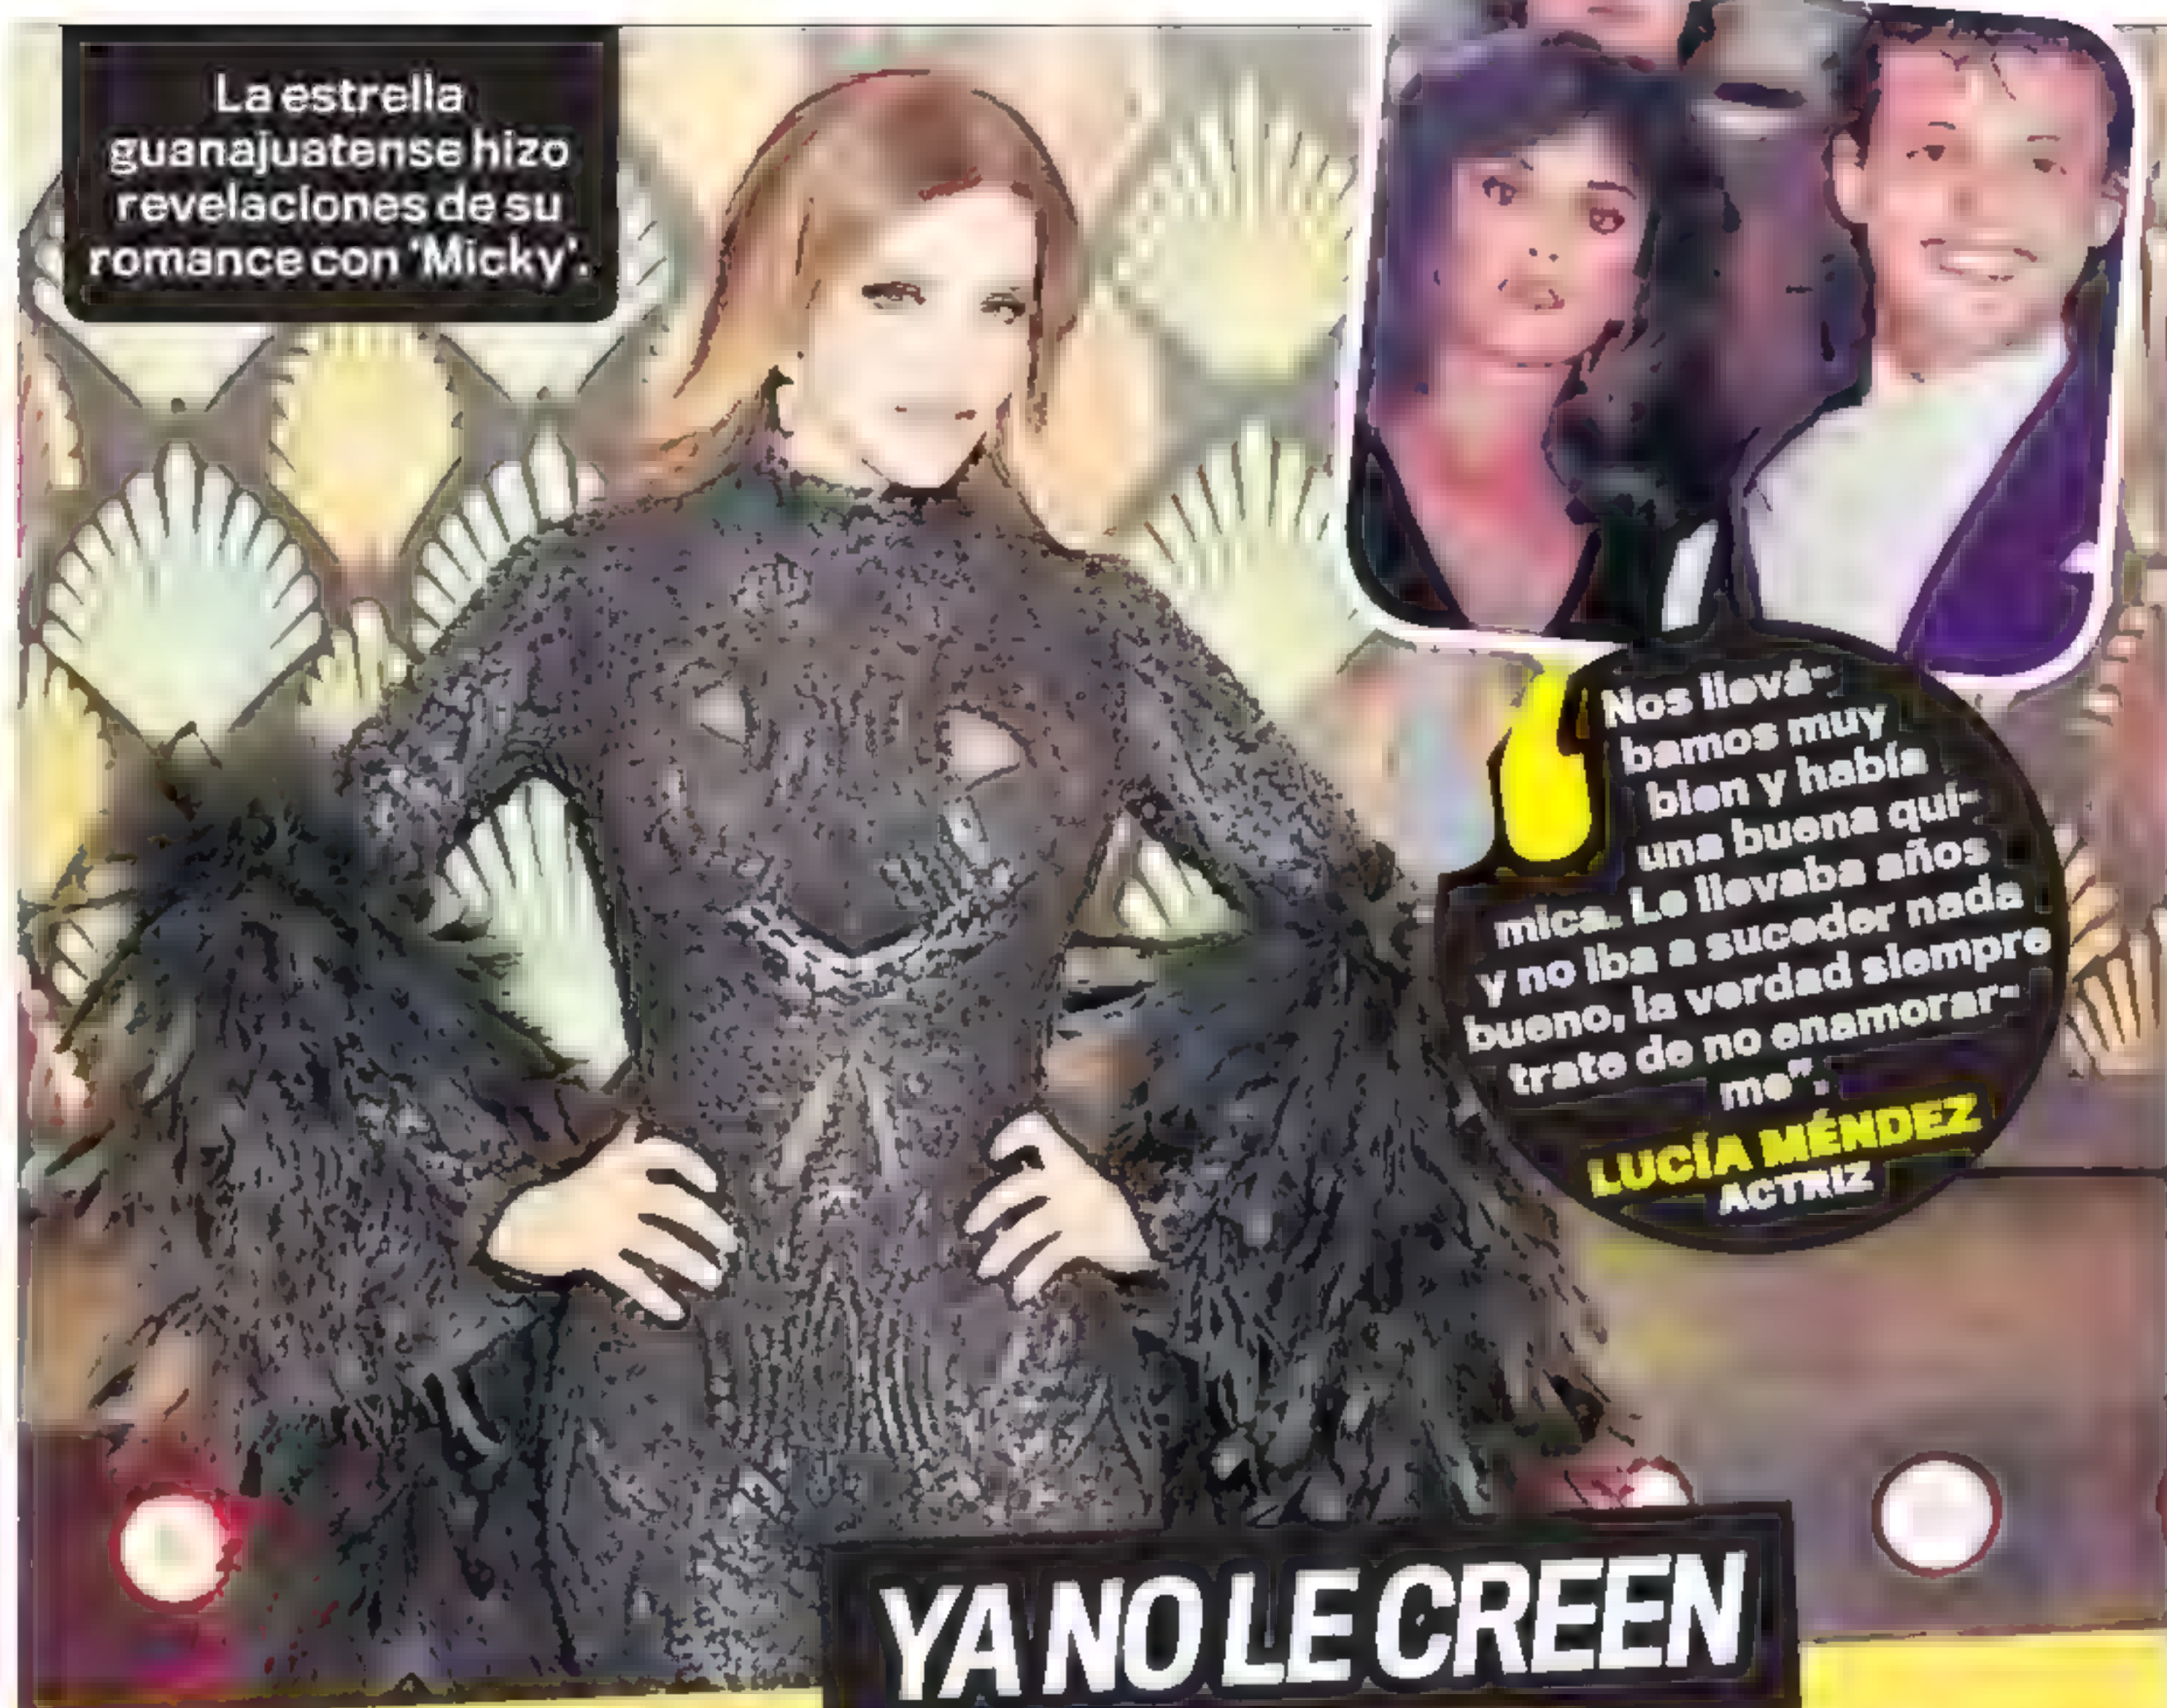 La estrella
guanajuatense hizo
revelaciones de su
romance con 'Micky'.
Nos llevá-
bamos muy
bien y había
una buena quí-
mica. Le llevaba años
y no iba a suceder nada
bueno, la verdad siempre
trate de no enamorar-
me".
LUCÍA MÉNDEZ
ACTRIZ
YA NO LE CREEN